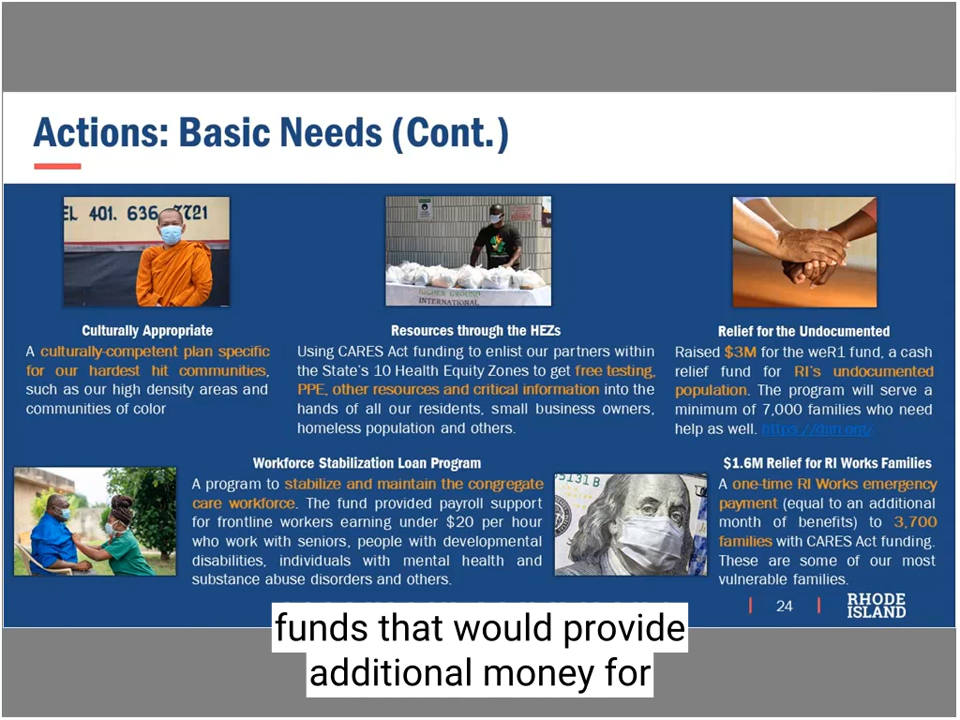 Actions: Basic Needs (Cont.)
EL 401. 636 7721
HIGHER GROUND
INTERNATIONAL
Culturally Appropriate
A culturally-competent plan specific
for our hardest hit communities,
such as our high density areas and
communities of color
Resources through the HEZs
Using CARES Act funding to enlist our partners within
the State's 10 Health Equity Zones to get free testing,
PPE, other resources and critical information into the
hands of all our residents, small business owners,
homeless population and others.
Relief for the Undocumented
Raised $3M for the weR1 fund, a cash
relief fund for RI's undocumented
population. The program will serve a
minimum of 7,000 families who need
help as well.
Workforce Stabilization Loan Program
A program to stabilize and maintain the congregate
care workforce. The fund provided payroll support
for frontline workers earning under $20 per hour
who work with seniors, people with developmental
disabilities, individuals with mental health and
substance abuse disorders and others.
5131 B
$1.6M Relief for RI Works Families
A one-time RI Works emergency
payment (equal to an additional
month of benefits) to 3,700
families with CARES Act funding.
These are some of our most
vulnerable families.
24
RHODE
ISLAND
funds that would provide
additional money for